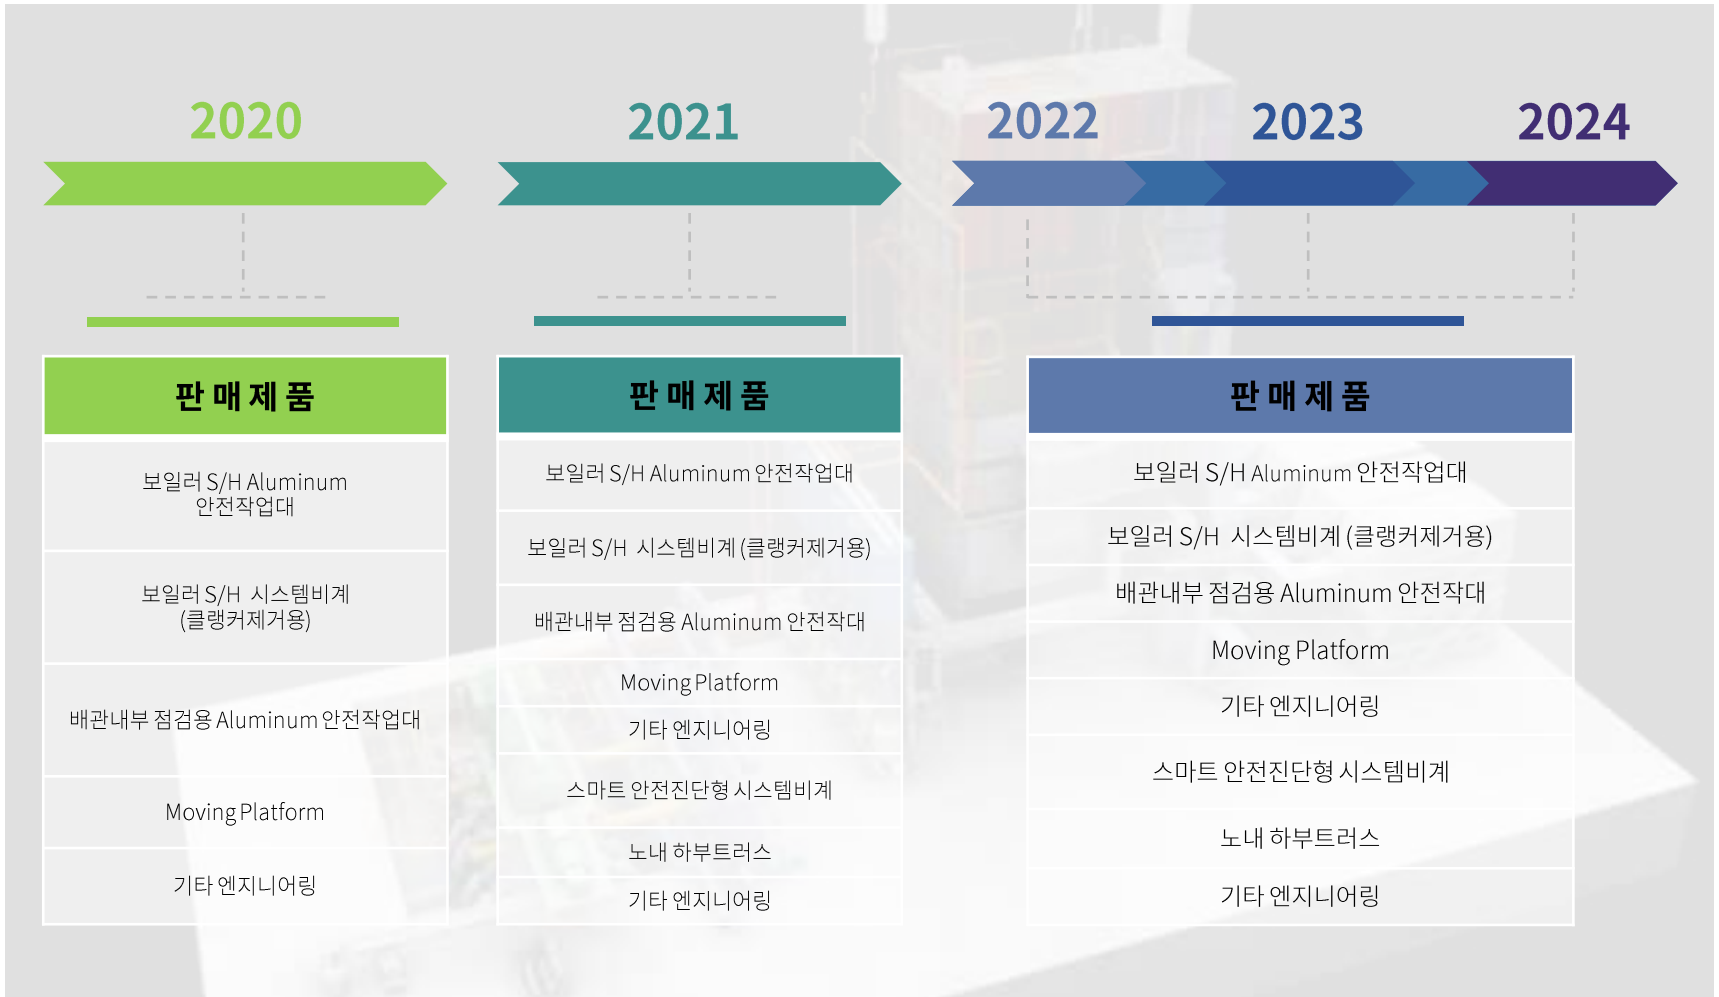 2020
판매제품
보일러 S/H Aluminum
안전작업대
보일러 S/H 시스템비계
(클랭커제거용)
배관내부 점검용 Aluminum 안전작업대
Moving Platform
기타 엔지니어링
2021
판매제품
보일러 S/H Aluminum 안전작업대
보일러 S/H 시스템비계 (클랭커제거용)
배관내부 점검용 Aluminum 안전작대
Moving Platform
기타 엔지니어링
스마트 안전진단형 시스템비계
노내 하부트러스
기타 엔지니어링
2022
2023
2024
판매제품
보일러 S/H Aluminum 안전작업대
보일러 S/H 시스템비계 (클랭커제거용)
배관내부 점검용 Aluminum 안전작대
Moving Platform
기타 엔지니어링
스마트 안전진단형 시스템비계
노내 하부트러스
기타 엔지니어링